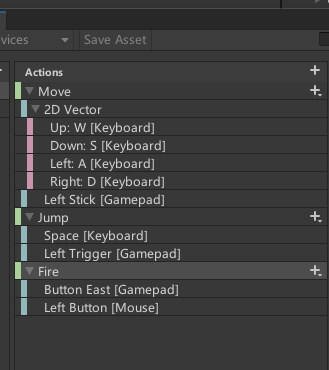 vices Save Asset
Actions
Move
2D Vector
Up: W [Keyboard]
Down: S [Keyboard]
Left: A [Keyboard]
Right: D [Keyboard]
Left Stick [Gamepad]
Jump
Space [Keyboard]
Left Trigger [Gamepad]
Fire
Button East [Gamepad]
Left Button [Mouse]